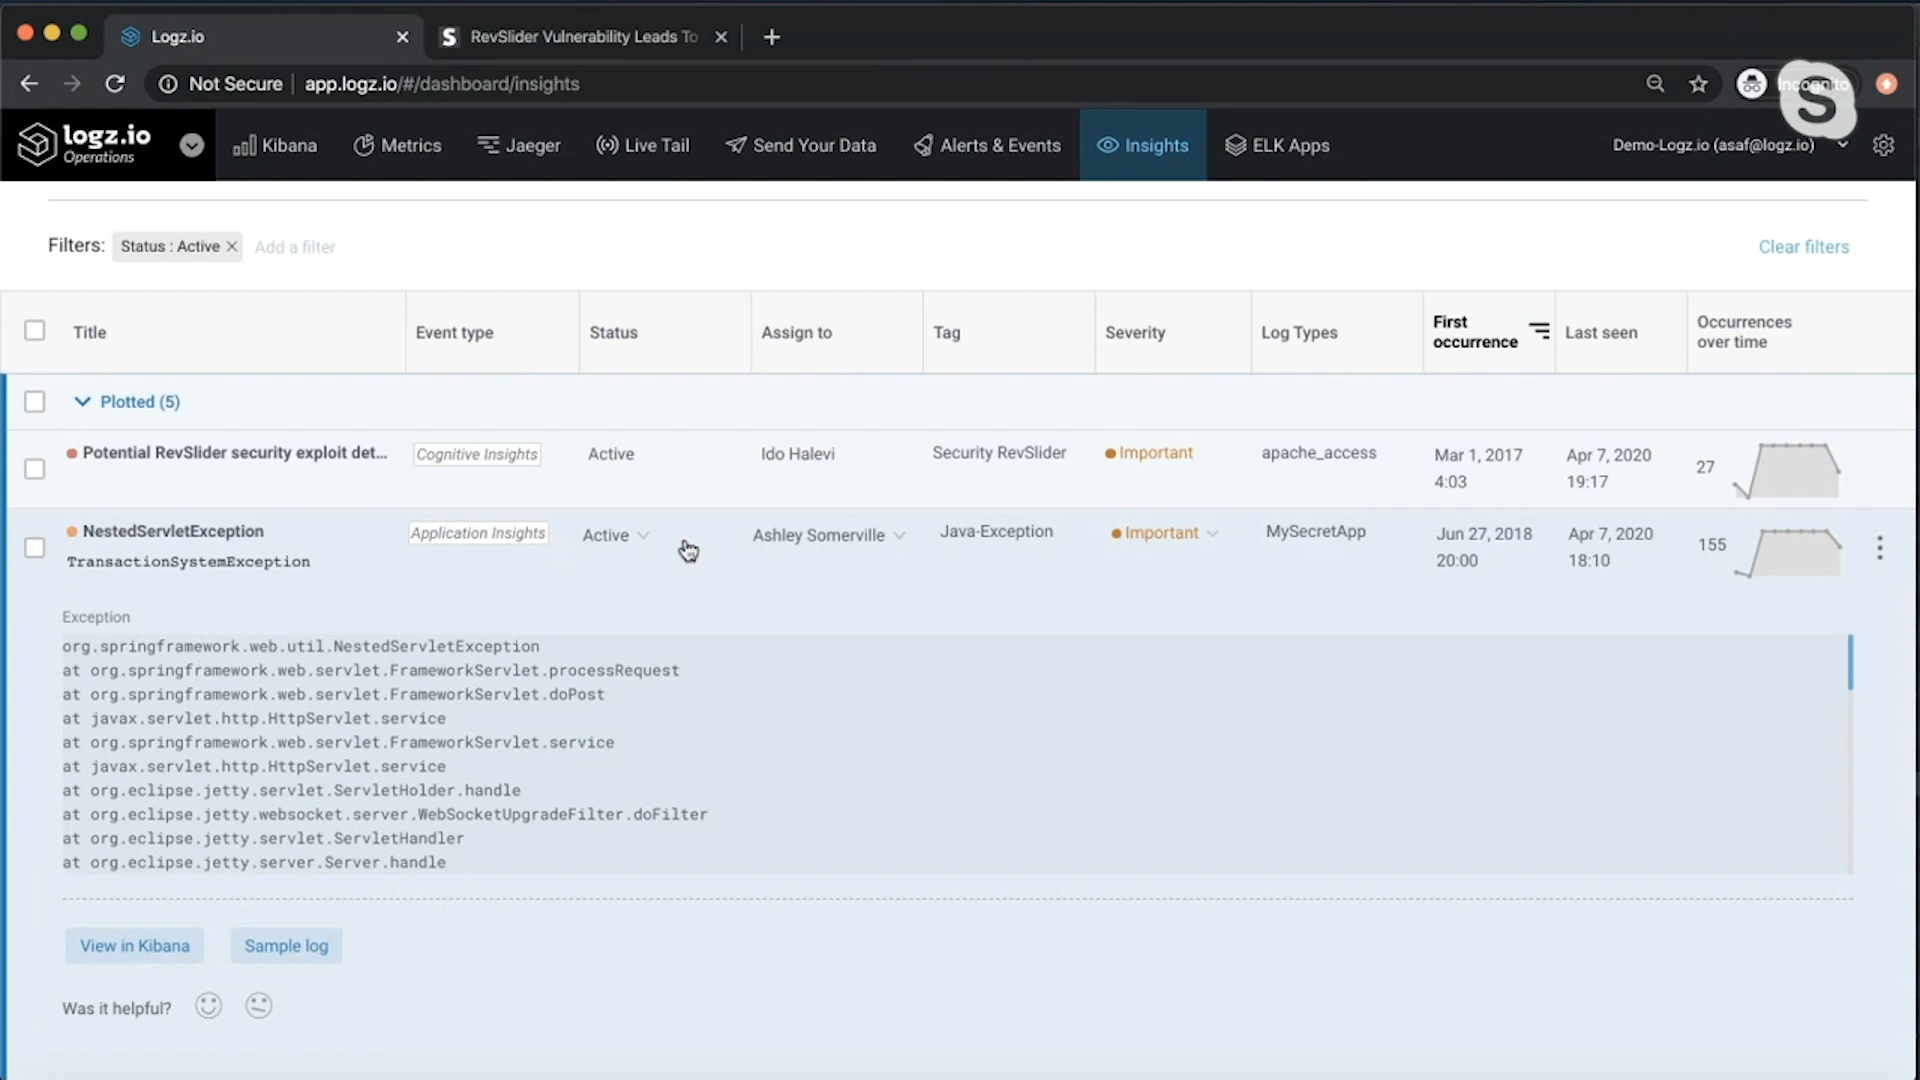 Logz.io
RevSlider Vulnerability Leads To
Not Secure
app.logz.io/#/dashboard/insights
Incognito
logz.io
Operations
Kibana
Metrics
Jaeger
Live Tail
Send Your Data
Alerts & Events
Insights
ELK Apps
Demo-Logz.io (asaf@logz.io)
Filters:
Status : Active
Add a filter
Clear filters
Title
Event type
Status
Assign to
Tag
Severity
Log Types
First
occurrence
Last seen
Occurrences
over time
Plotted (5)
Potential RevSlider security exploit det...
Cognitive Insights
Active
Ido Halevi
Security RevSlider
Important
apache_access
Mar 1, 2017
4:03
Apr 7, 2020
19:17
27
NestedServletException
TransactionSystemException
Application Insights
Active
Ashley Somerville
Java-Exception
Important
MySecretApp
Jun 27, 2018
20:00
Apr 7, 2020
18:10
155
Exception
org.springframework.web.util.NestedServletException
at org.springframework.web.servlet.FrameworkServlet.processRequest
at org.springframework.web.servlet.FrameworkServlet.doPost
at javax.servlet.http.HttpServlet.service
at org.springframework.web.servlet.FrameworkServlet.service
at javax.servlet.http.HttpServlet.service
at org.eclipse.jetty.servlet.ServletHolder.handle
at org.eclipse.jetty.websocket.server.WebSocketUpgradeFilter.doFilter
at org.eclipse.jetty.servlet.ServletHandler
at org.eclipse.jetty.server.Server.handle
View in Kibana
Sample log
Was it helpful?